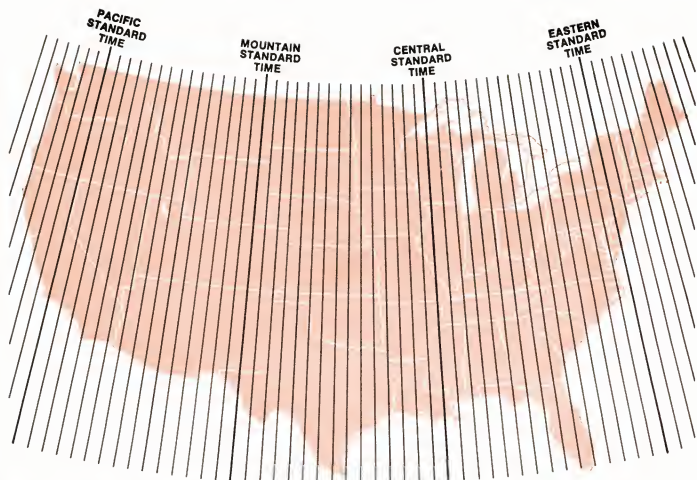 PACIFIC
STANDARD
TIME
MOUNTAIN
STANDARD
TIME
CENTRAL
STANDARD
TIME
EASTERN
STANDARD
TIME